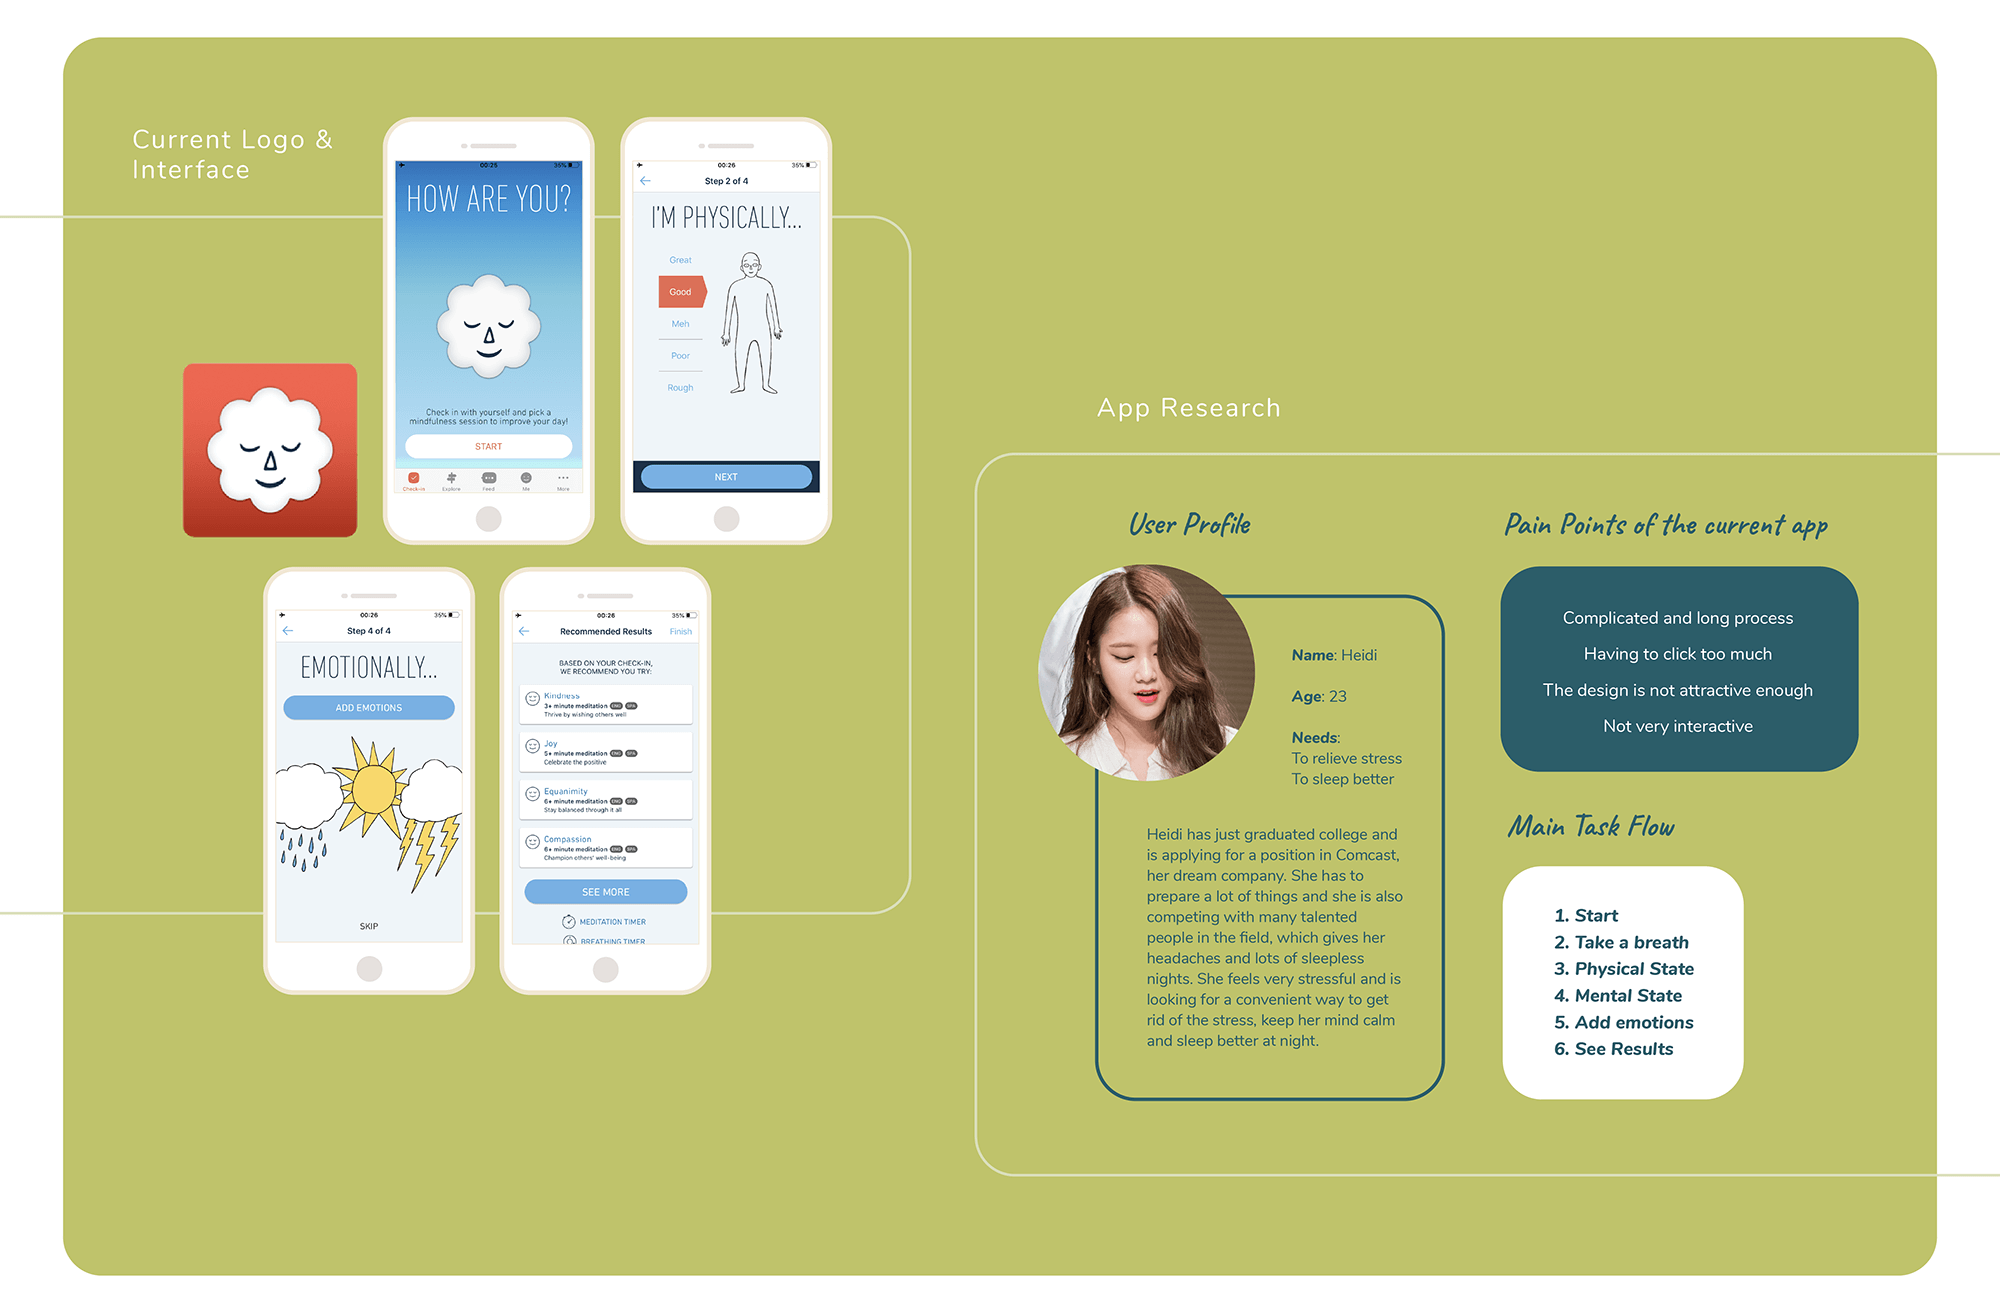 Current Logo &
Interface
00:25
35%
HOW ARE YOU?
Check in with yourself and pick a
mindfulness session to improve your day!
START
Check-in
Explore
Feed
Me
More
00:26
35%
Step 2 of 4
I'M PHYSICALLY...
Great
Good
Meh
Poor
Rough
NEXT
00:26
35%
Step 4 of 4
EMOTIONALLY...
ADD EMOTIONS
SKIP
00:26
35%
Recommended Results
Finish
BASED ON YOUR CHECK-IN,
WE RECOMMEND YOU TRY:
Kindness
3+ minute meditation ENG SPA
Thrive by wishing others well
Joy
5+ minute meditation ENG SPA
Celebrate the positive
Equanimity
6+ minute meditation ENG SPA
Stay balanced through it all
Compassion
6+ minute meditation ENG SPA
Champion others' well-being
SEE MORE
MEDITATION TIMER
BREATHING TIMER
App Research
User Profile
Name: Heidi
Age: 23
Needs:
To relieve stress
To sleep better
Heidi has just graduated college and
is applying for a position in Comcast,
her dream company. She has to
prepare a lot of things and she is also
competing with many talented
people in the field, which gives her
headaches and lots of sleepless
nights. She feels very stressful and is
looking for a convenient way to get
rid of the stress, keep her mind calm
and sleep better at night.
Pain Points of the current app
Complicated and long process
Having to click too much
The design is not attractive enough
Not very interactive
Main Task Flow
1. Start
2. Take a breath
3. Physical State
4. Mental State
5. Add emotions
6. See Results